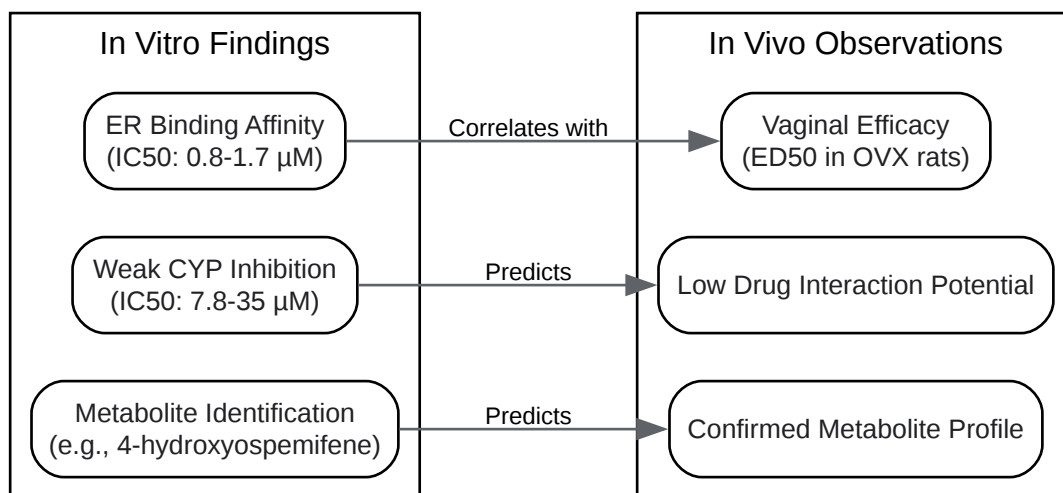 In Vitro Findings
In Vivo Observations
ER Binding Affinity
(IC50: 0.8-1.7 µM)
Correlates with
Vaginal Efficacy
(ED50 in OVX rats)
Weak CYP Inhibition
(IC50: 7.8-35 µM)
Predicts
Low Drug Interaction Potential
Metabolite Identification
(e.g., 4-hydroxyospemifene)
Predicts
Confirmed Metabolite Profile